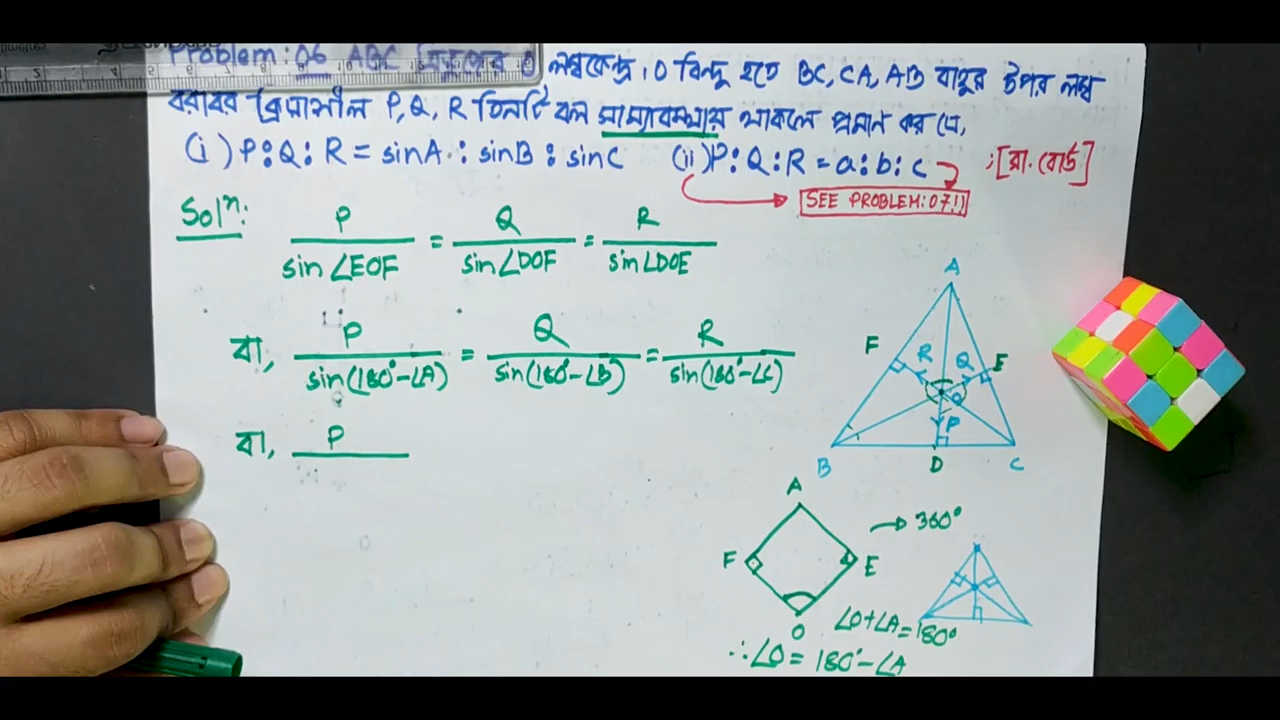 Problem: 06 ABC ত্রিভুজের O লম্বকেন্দ্র, O বিন্দু হতে BC, CA, AB বাহুর উপর লম্ব
বরাবর ক্রিয়াশীল P, Q, R তিনটি বল সাম্যাবস্থায় থাকলে প্রমাণ কর যে,
(i) P:Q:R = sinA : sinB : sinC (ii) P:Q:R = a:b:c [রা. বোর্ড]
SEE PROBLEM:07!!
Solⁿ: P/sin∠EOF = Q/sin∠DOF = R/sin∠DOE
বা, P/sin(180°-∠A) = Q/sin(180°-∠B) = R/sin(180°-∠C)
বা, P
A
F R Q E
O
P
B D C
A
F E → 360°
O ∠O+∠A=180°
∴∠O = 180°-∠A